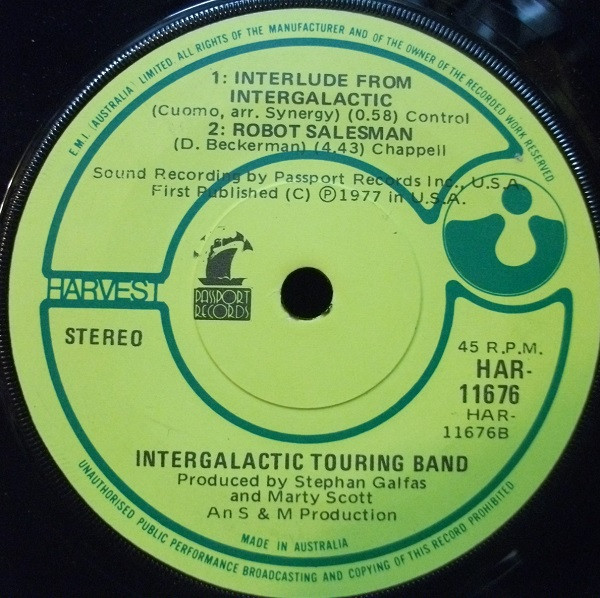 E.M.I. (AUSTRALIA) LIMITED. ALL RIGHTS OF THE MANUFACTURER AND OF THE OWNER OF THE RECORDED WORK RESERVED
1: INTERLUDE FROM
INTERGALACTIC
(Cuomo, arr. Synergy) (0.58) Control
2: ROBOT SALESMAN
(D. Beckerman) (4.43) Chappell
Sound Recording by Passport Records Inc., U.S.A.
First Published (C) Ⓟ1977 in U.S.A.
HARVEST
PASSPORT
RECORDS
STEREO
45 R.P.M.
HAR-
11676
HAR-
11676B
INTERGALACTIC TOURING BAND
Produced by Stephan Galfas
and Marty Scott
An S & M Production
MADE IN AUSTRALIA
UNAUTHORISED PUBLIC PERFORMANCE BROADCASTING AND COPYING OF THIS RECORD PROHIBITED